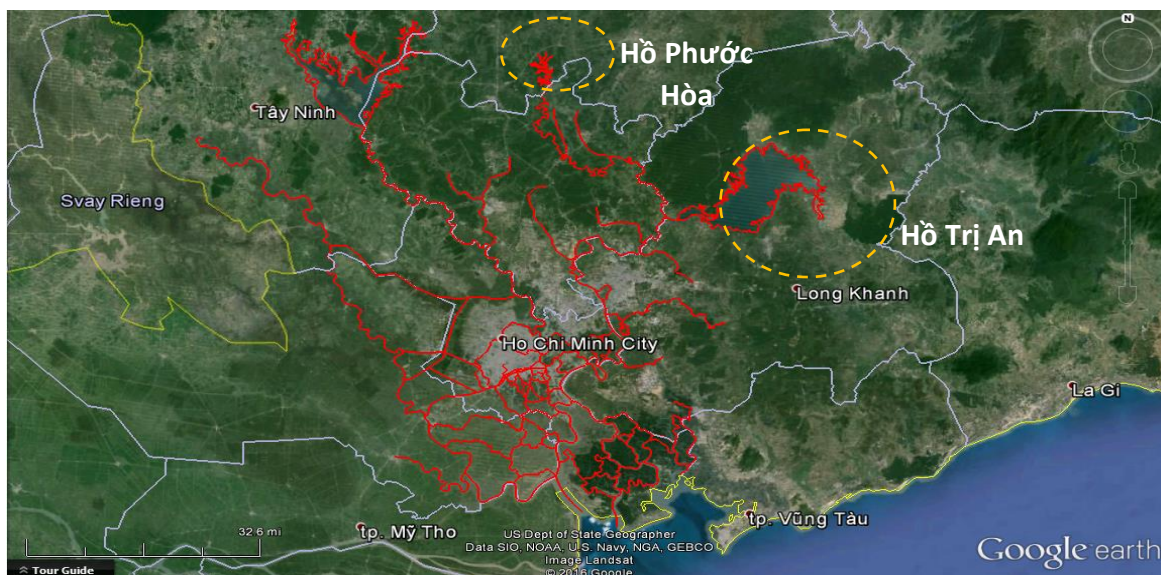 N
Hồ Phước
Hòa
Tây Ninh
Svay Rieng
Hồ Trị An
Long Khanh
Ho Chi Minh City
La Gi
tp. Vũng Tàu
tp. Mỹ Tho
32.6 mi
US Dept of State Geographer
Data SIO, NOAA, U.S. Navy, NGA, GEBCO
Image Landsat
© 2016 Google
Google earth
Tour Guide